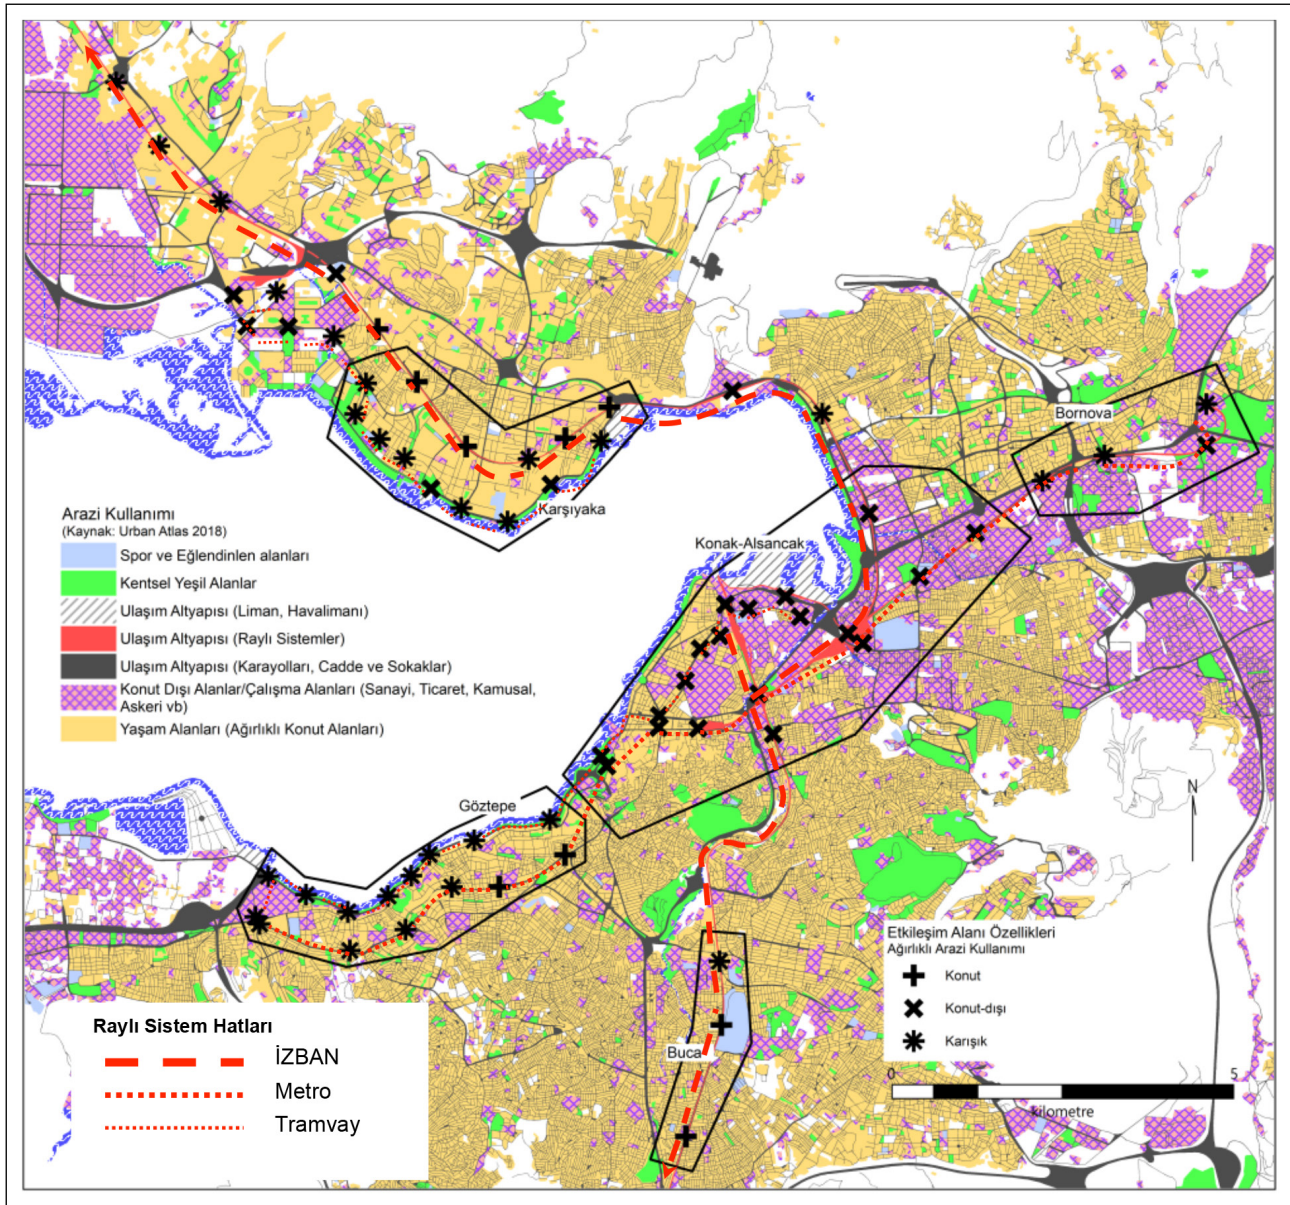 Bornova
Karşıyaka
Konak-Alsancak
Arazi Kullanımı
(Kaynak: Urban Atlas 2018)
Spor ve Eğlendinlen alanları
Kentsel Yeşil Alanlar
Ulaşım Altyapısı (Liman, Havalimanı)
Ulaşım Altyapısı (Raylı Sistemler)
Ulaşım Altyapısı (Karayolları, Cadde ve Sokaklar)
Konut Dışı Alanlar/Çalışma Alanları (Sanayi, Ticaret, Kamusal,
Askeri vb)
Yaşam Alanları (Ağırlıklı Konut Alanları)
Göztepe
N
Etkileşim Alanı Özellikleri
Ağırlıklı Arazi Kullanımı
Konut
Konut-dışı
Karışık
Buca
Raylı Sistem Hatları
İZBAN
Metro
Tramvay
0 5
kilometre